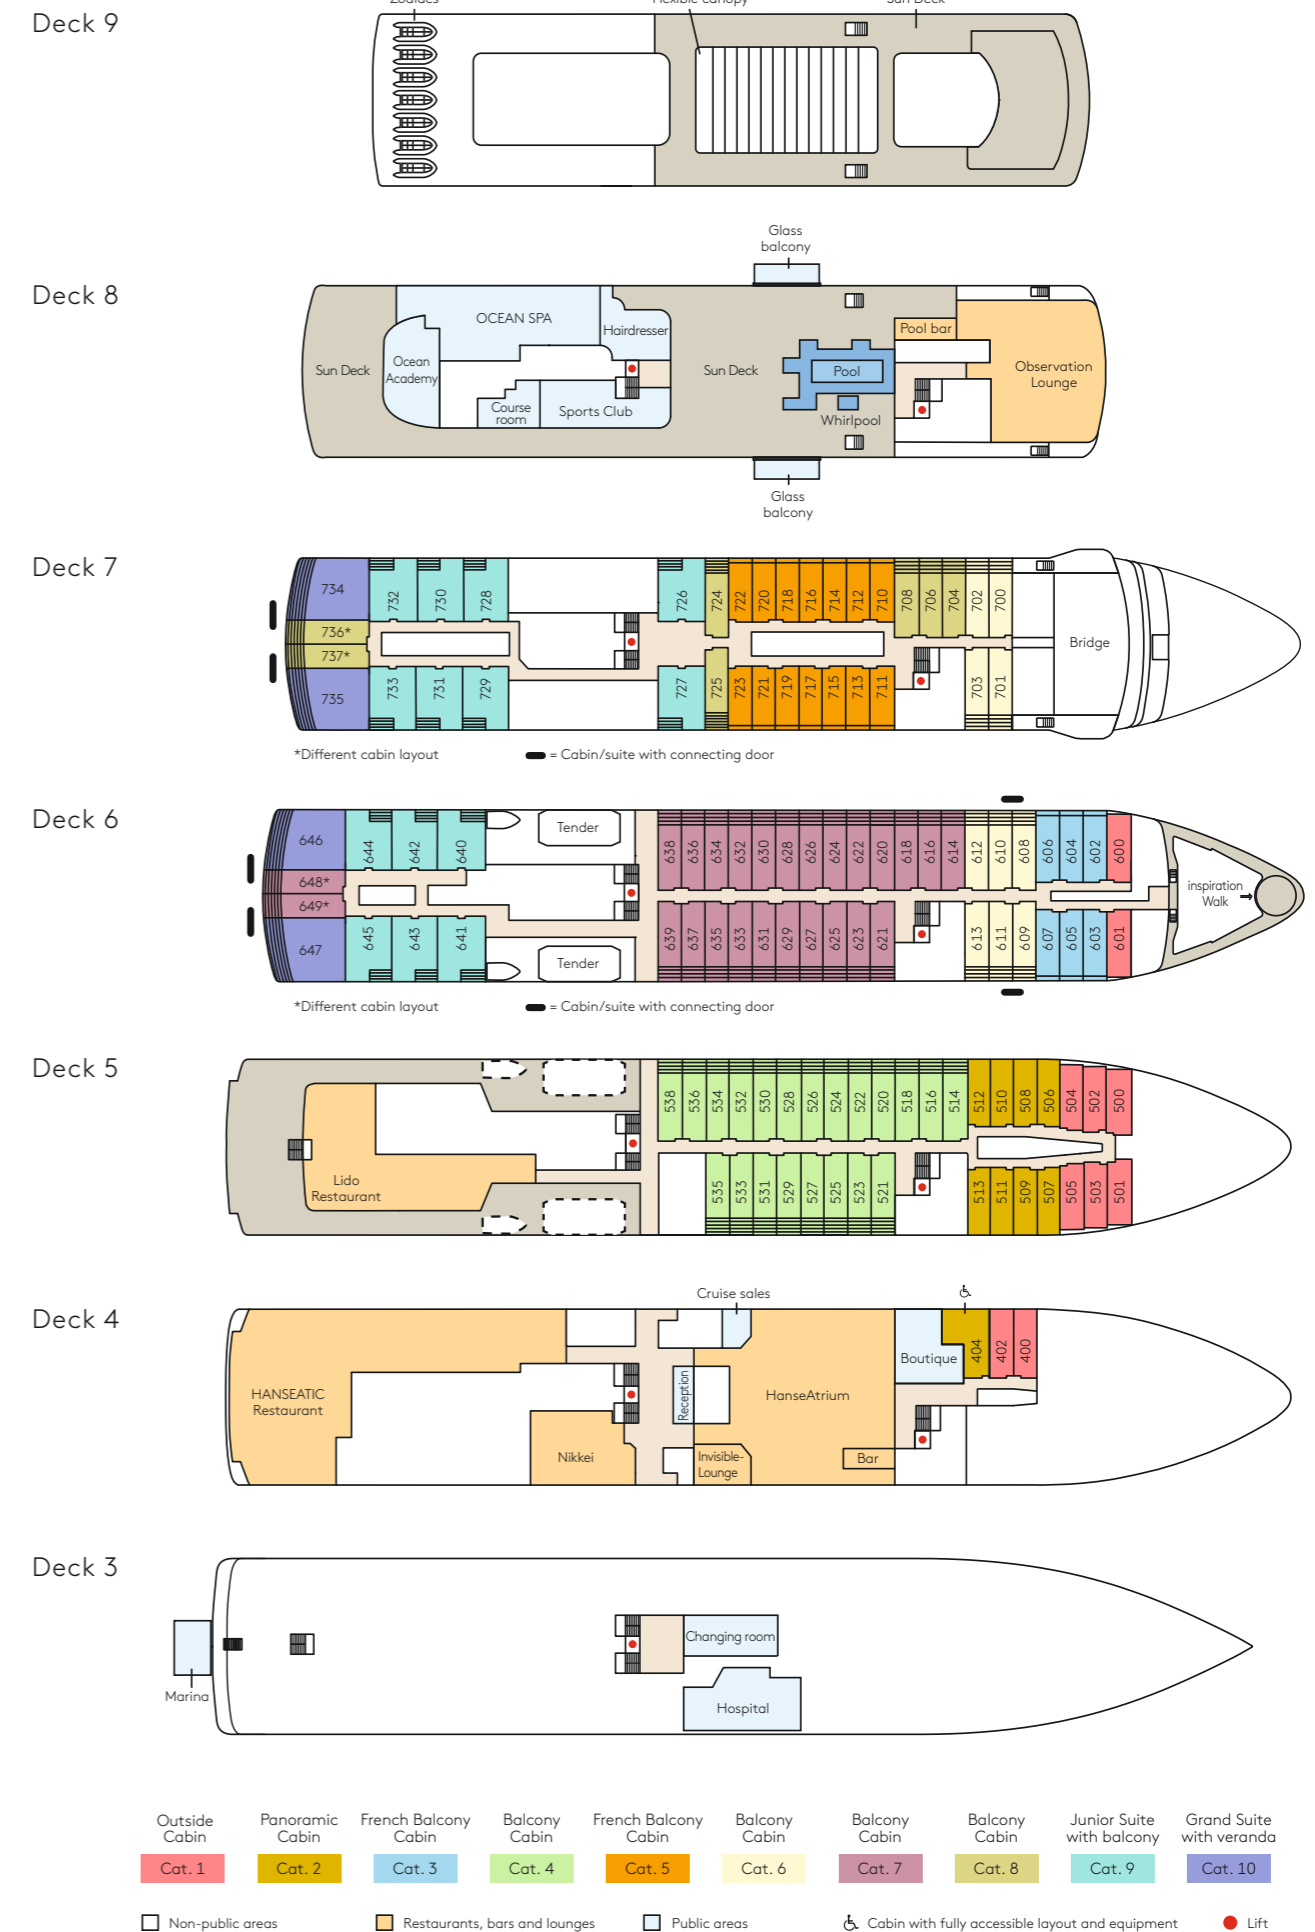 Zodiacs
Flexible Canopy
Sun Deck
Deck 9
Glass
balcony
Deck 8
OCEAN SPA
Hairdresser
Pool bar
Sun Deck
Ocean
Academy
Sun Deck
Pool
Observation
Lounge
Course
room
Sports Club
Whirlpool
Glass
balcony
Deck 7
734
732
730
728
726
724
722
720
718
716
714
712
710
708
706
704
702
700
736*
737*
Bridge
735
733
731
729
727
725
723
721
719
717
715
713
711
703
701
*Different cabin layout
= Cabin/suite with connecting door
Deck 6
646
644
642
640
Tender
638
636
634
632
630
628
626
624
622
620
618
616
614
612
610
608
606
604
602
600
648*
649*
inspiration
Walk
647
645
643
641
Tender
639
637
635
633
631
629
627
625
623
621
613
611
609
607
605
603
601
*Different cabin layout
= Cabin/suite with connecting door
Deck 5
538
536
534
532
530
528
526
524
522
520
518
516
514
512
510
508
506
504
502
500
Lido
Restaurant
535
533
531
529
527
525
523
521
513
511
509
507
505
503
501
Cruise sales
Deck 4
Boutique
404
402
400
HANSEATIC
Restaurant
Reception
HanseAtrium
Nikkei
Invisible-
Lounge
Bar
Deck 3
Changing room
Marina
Hospital
Outside
Cabin
Cat. 1
Panoramic
Cabin
Cat. 2
French Balcony
Cabin
Cat. 3
Balcony
Cabin
Cat. 4
French Balcony
Cabin
Cat. 5
Balcony
Cabin
Cat. 6
Balcony
Cabin
Cat. 7
Balcony
Cabin
Cat. 8
Junior Suite
with balcony
Cat. 9
Grand Suite
with veranda
Cat. 10
Non-public areas
Restaurants, bars and lounges
Public areas
Cabin with fully accessible layout and equipment
Lift